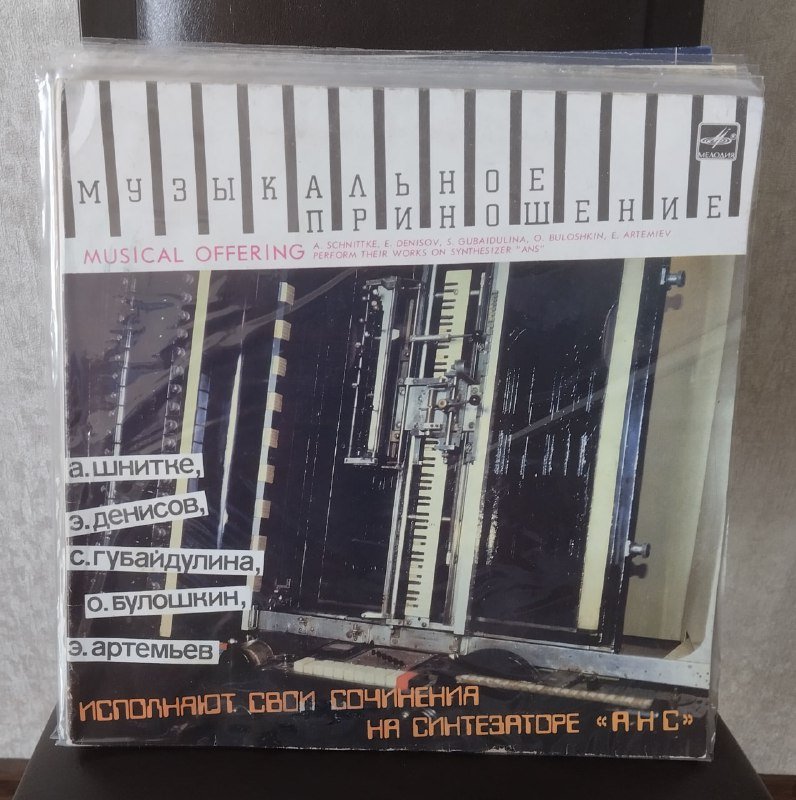 МЕЛОДИЯ
МУЗЫКАЛЬНОЕ
ПРИНОШЕНИЕ
MUSICAL OFFERING
A. SCHNITTKE, E. DENISOV, S. GUBAIDULINA, O. BULOSHKIN, E. ARTEMIEV
PERFORM THEIR WORKS ON SYNTHESIZER "ANS"
а.шнитке,
э.денисов,
с.губайдулина,
о.булошкин,
э.артемьев
ИСПОЛНЯЮТ СВОИ СОЧИНЕНИЯ
НА СИНТЕЗАТОРЕ «АНС»